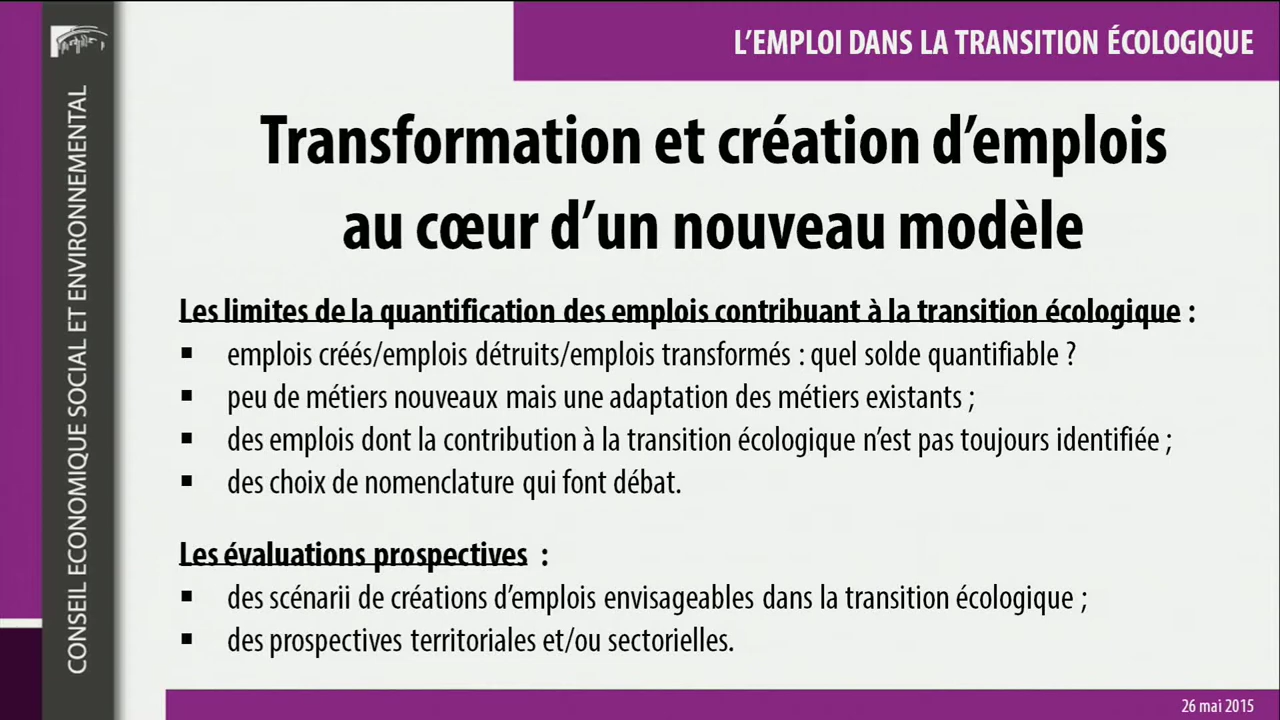 L’EMPLOI DANS LA TRANSITION ÉCOLOGIQUE
CONSEIL ECONOMIQUE SOCIAL ET ENVIRONNEMENTAL
Transformation et création d’emplois
au cœur d’un nouveau modèle
Les limites de la quantification des emplois contribuant à la transition écologique :
▪ emplois créés/emplois détruits/emplois transformés : quel solde quantifiable ?
▪ peu de métiers nouveaux mais une adaptation des métiers existants ;
▪ des emplois dont la contribution à la transition écologique n’est pas toujours identifiée ;
▪ des choix de nomenclature qui font débat.
Les évaluations prospectives :
▪ des scénarii de créations d’emplois envisageables dans la transition écologique ;
▪ des prospectives territoriales et/ou sectorielles.
26 mai 2015